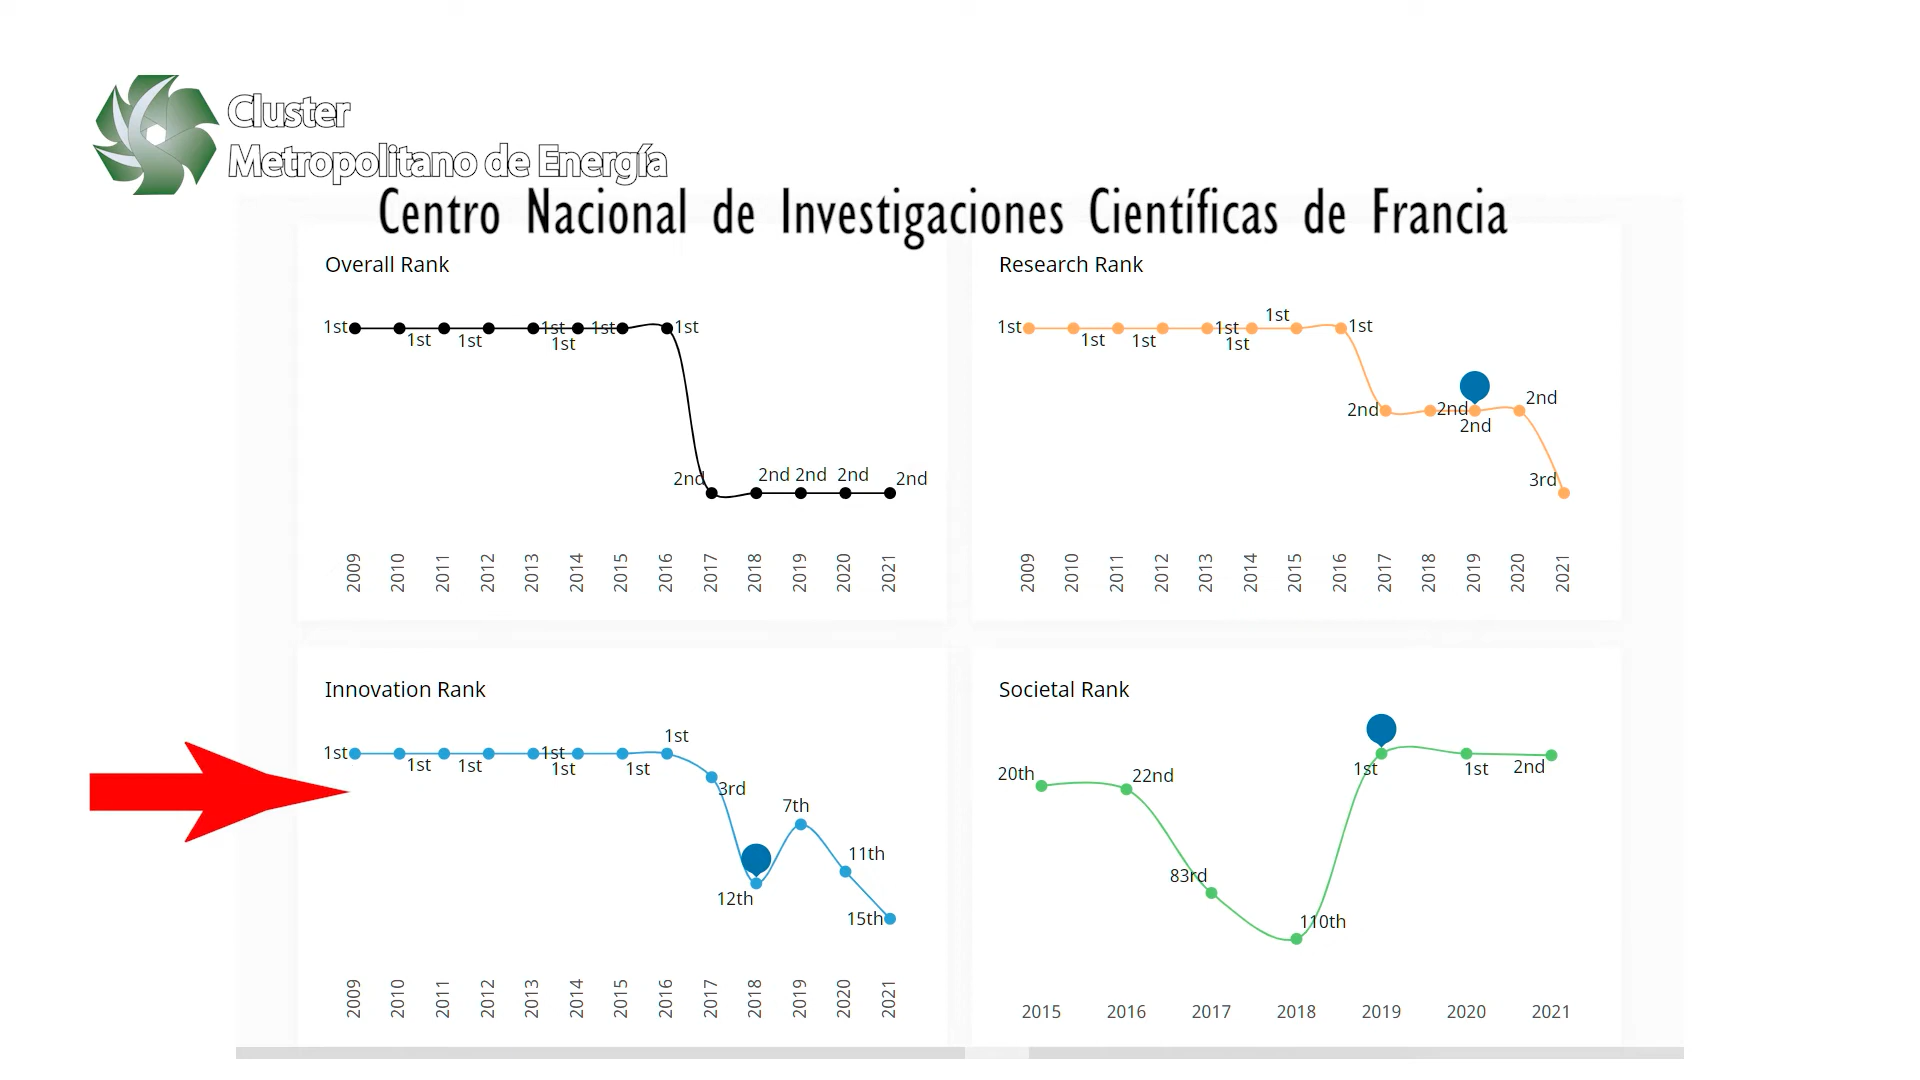 Cluster
Metropolitano de Energía
Centro Nacional de Investigaciones Científicas de Francia
Overall Rank
1st 1st 1st 1st 1st 1st 1st
2nd 2nd 2nd 2nd 2nd
2009 2010 2011 2012 2013 2014 2015 2016 2017 2018 2019 2020 2021
Research Rank
1st 1st 1st 1st 1st 1st 1st
2nd 2nd 2nd 2nd
3rd
2009 2010 2011 2012 2013 2014 2015 2016 2017 2018 2019 2020 2021
Innovation Rank
1st 1st 1st 1st 1st 1st 1st
3rd
12th
7th
11th
15th
2009 2010 2011 2012 2013 2014 2015 2016 2017 2018 2019 2020 2021
Societal Rank
20th
22nd
83rd
110th
1st 1st 2nd
2015 2016 2017 2018 2019 2020 2021